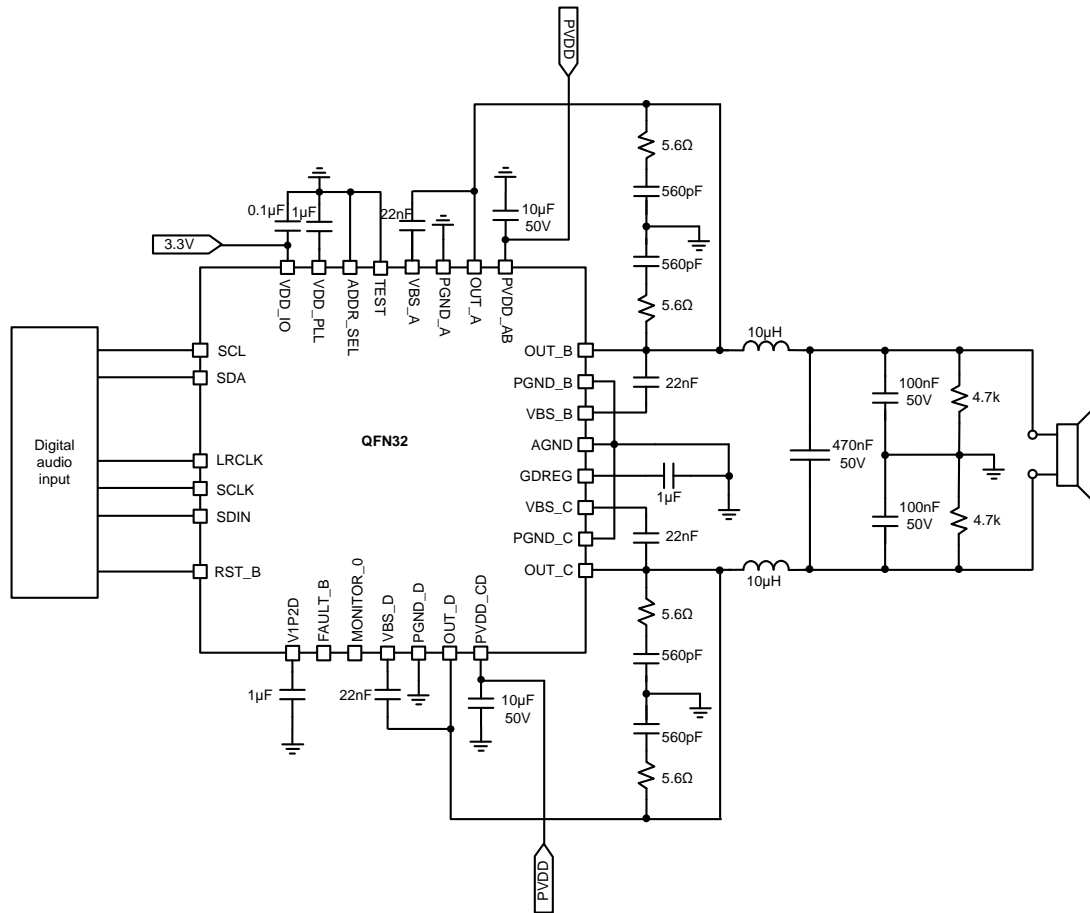 PVDD
5.6Ω
560pF
560pF
5.6Ω
0.1µF
1µF
22nF
10µF
50V
3.3V
VDD_IO
VDD_PLL
ADDR_SEL
TEST
VBS_A
PGND_A
OUT_A
PVDD_AB
Digital
audio
input
SCL
SDA
LRCLK
SCLK
SDIN
RST_B
QFN32
OUT_B
PGND_B
VBS_B
AGND
GDREG
VBS_C
PGND_C
OUT_C
22nF
1µF
22nF
10µH
10µH
470nF
50V
100nF
50V
4.7k
100nF
50V
4.7k
V1P2D
FAULT_B
MONITOR_0
VBS_D
PGND_D
OUT_D
PVDD_CD
1µF
22nF
10µF
50V
5.6Ω
560pF
560pF
5.6Ω
PVDD